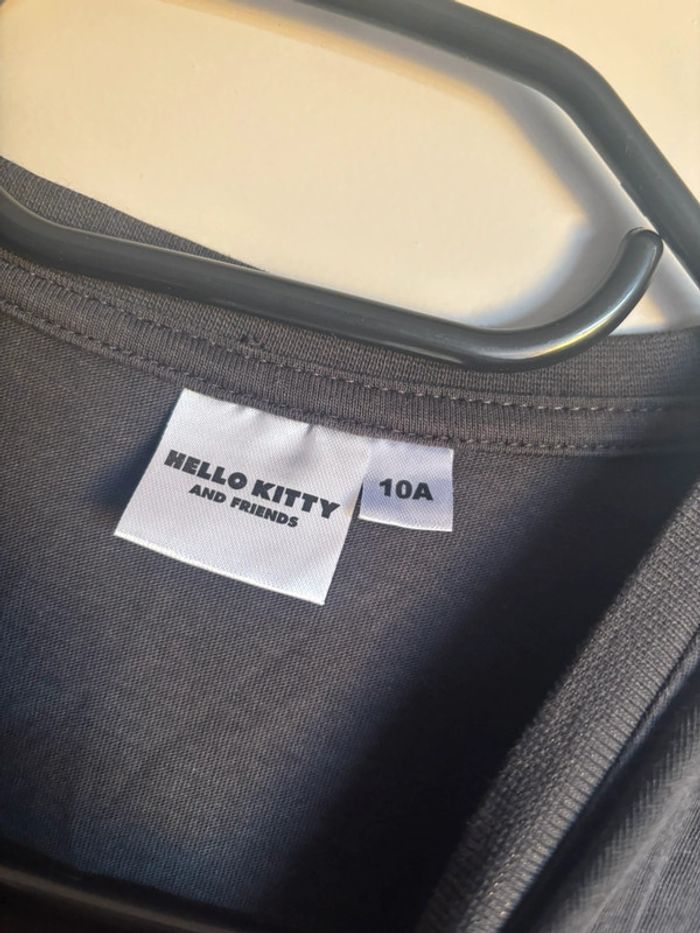 HELLO KITTY
AND FRIENDS
10A